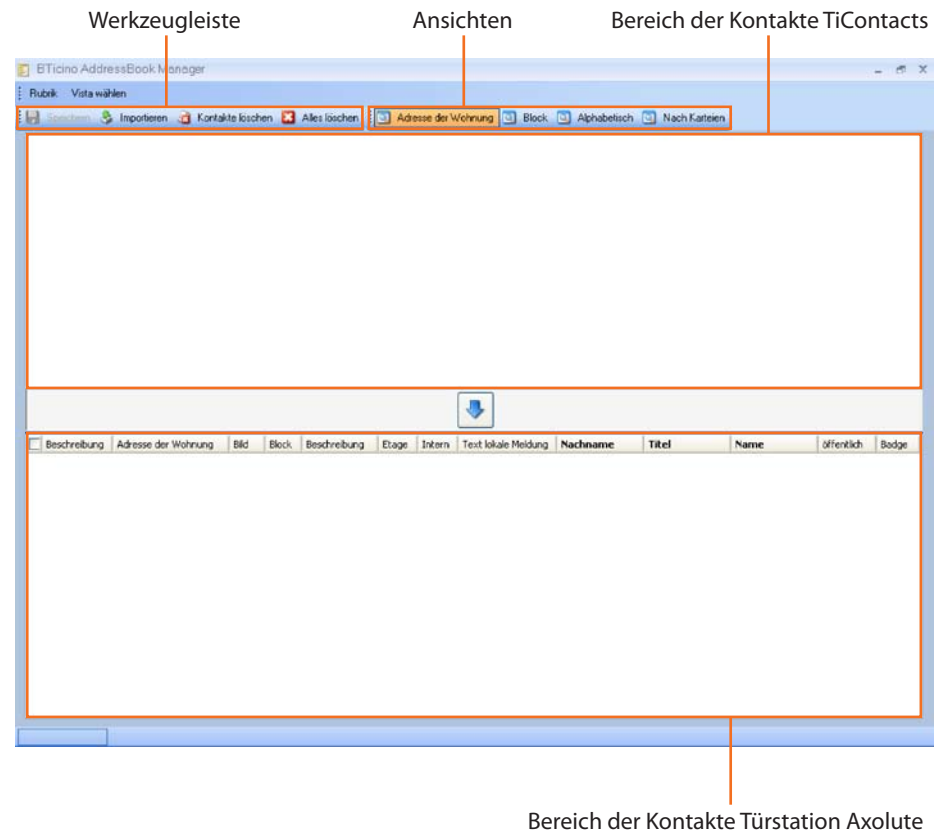 Werkzeugleiste Ansichten Bereich der Kontakte TiContacts
BTicino AddressBook Manager
Rubrik Vista wählen
Speichern Importieren Kontakte löschen Alles löschen Adresse der Wohnung Block Alphabetisch Nach Karteien
Beschreibung Adresse der Wohnung Bild Block Beschreibung Etage Intern Text lokale Meldung Nachname Titel Name öffentlich Badge
Bereich der Kontakte Türstation Axolute